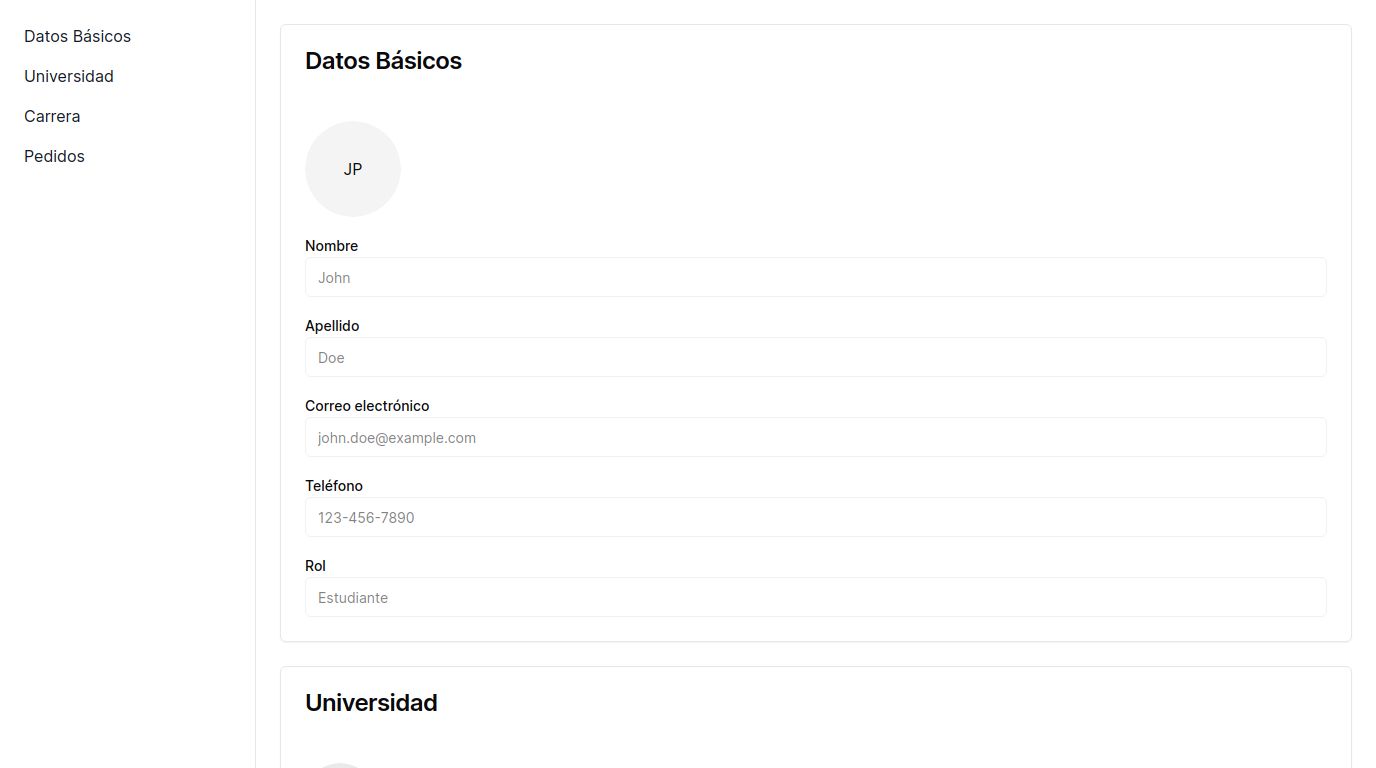 Datos Básicos
Universidad
Carrera
Pedidos
Datos Básicos
JP
Nombre
John
Apellido
Doe
Correo electrónico
john.doe@example.com
Teléfono
123-456-7890
Rol
Estudiante
Universidad